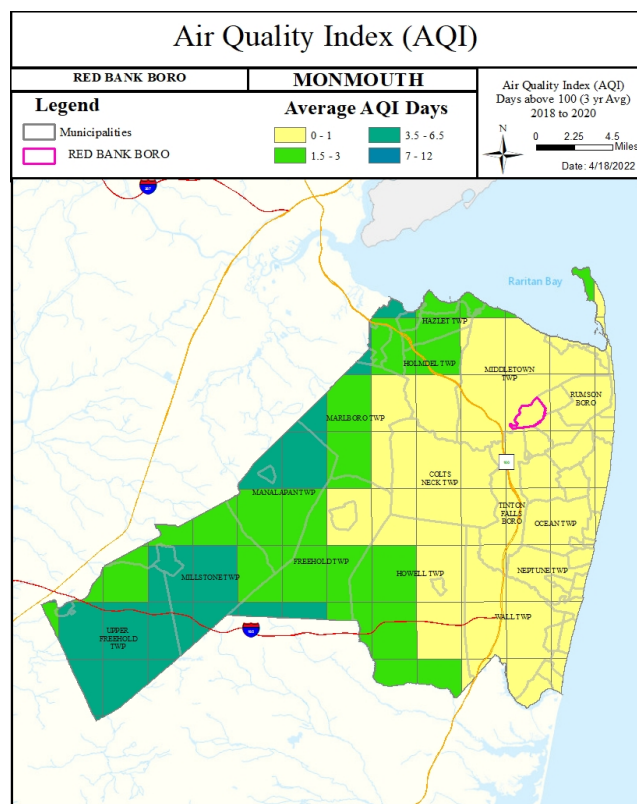 Air Quality Index (AQI)
RED BANK BORO
MONMOUTH
Legend
Municipalities
RED BANK BORO
Average AQI Days
0 - 1
3.5 - 6.5
1.5 - 3
7 - 12
Air Quality Index (AQI)
Days above 100 (3 yr Avg)
2018 to 2020
N
0 2.25 4.5
Miles
Date: 4/18/2022
Raritan Bay
HAZLET TWP
HOLMDEL TWP
MIDDLETOWN
TWP
RUMSON
BORO
MARLBORO TWP
COLTS
NECK TWP
MANALAPAN TWP
TINTON
FALLS
BORO
OCEAN TWP
FREEHOLD TWP
HOWELL TWP
NEPTUNE TWP
MILLSTONE TWP
WALL TWP
UPPER
FREEHOLD
TWP